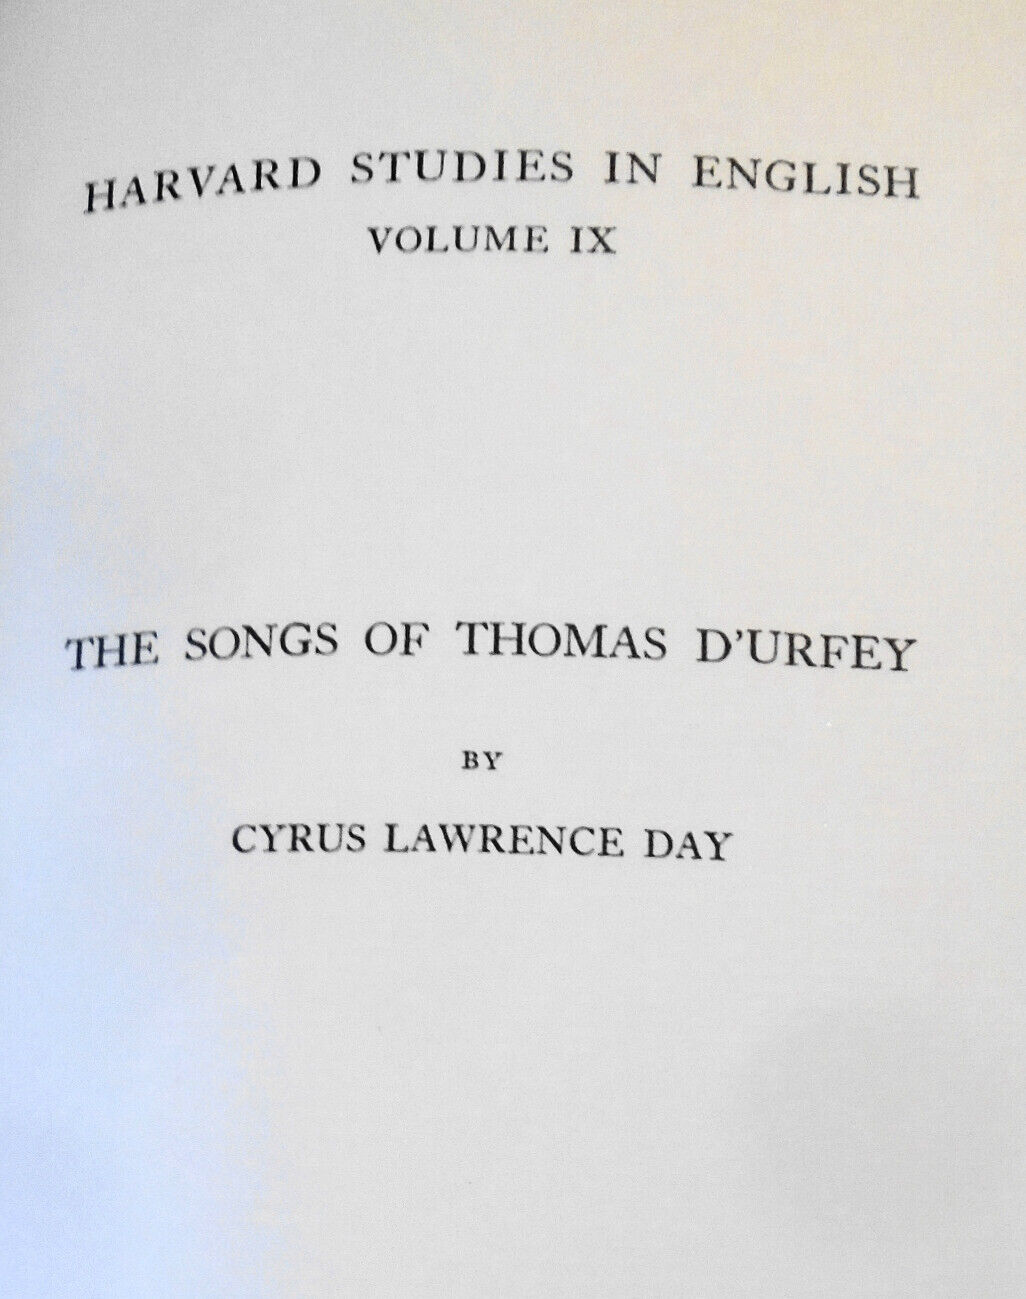 HARVARD STUDIES IN ENGLISH
VOLUME IX
THE SONGS OF THOMAS D'URFEY
BY
CYRUS LAWRENCE DAY